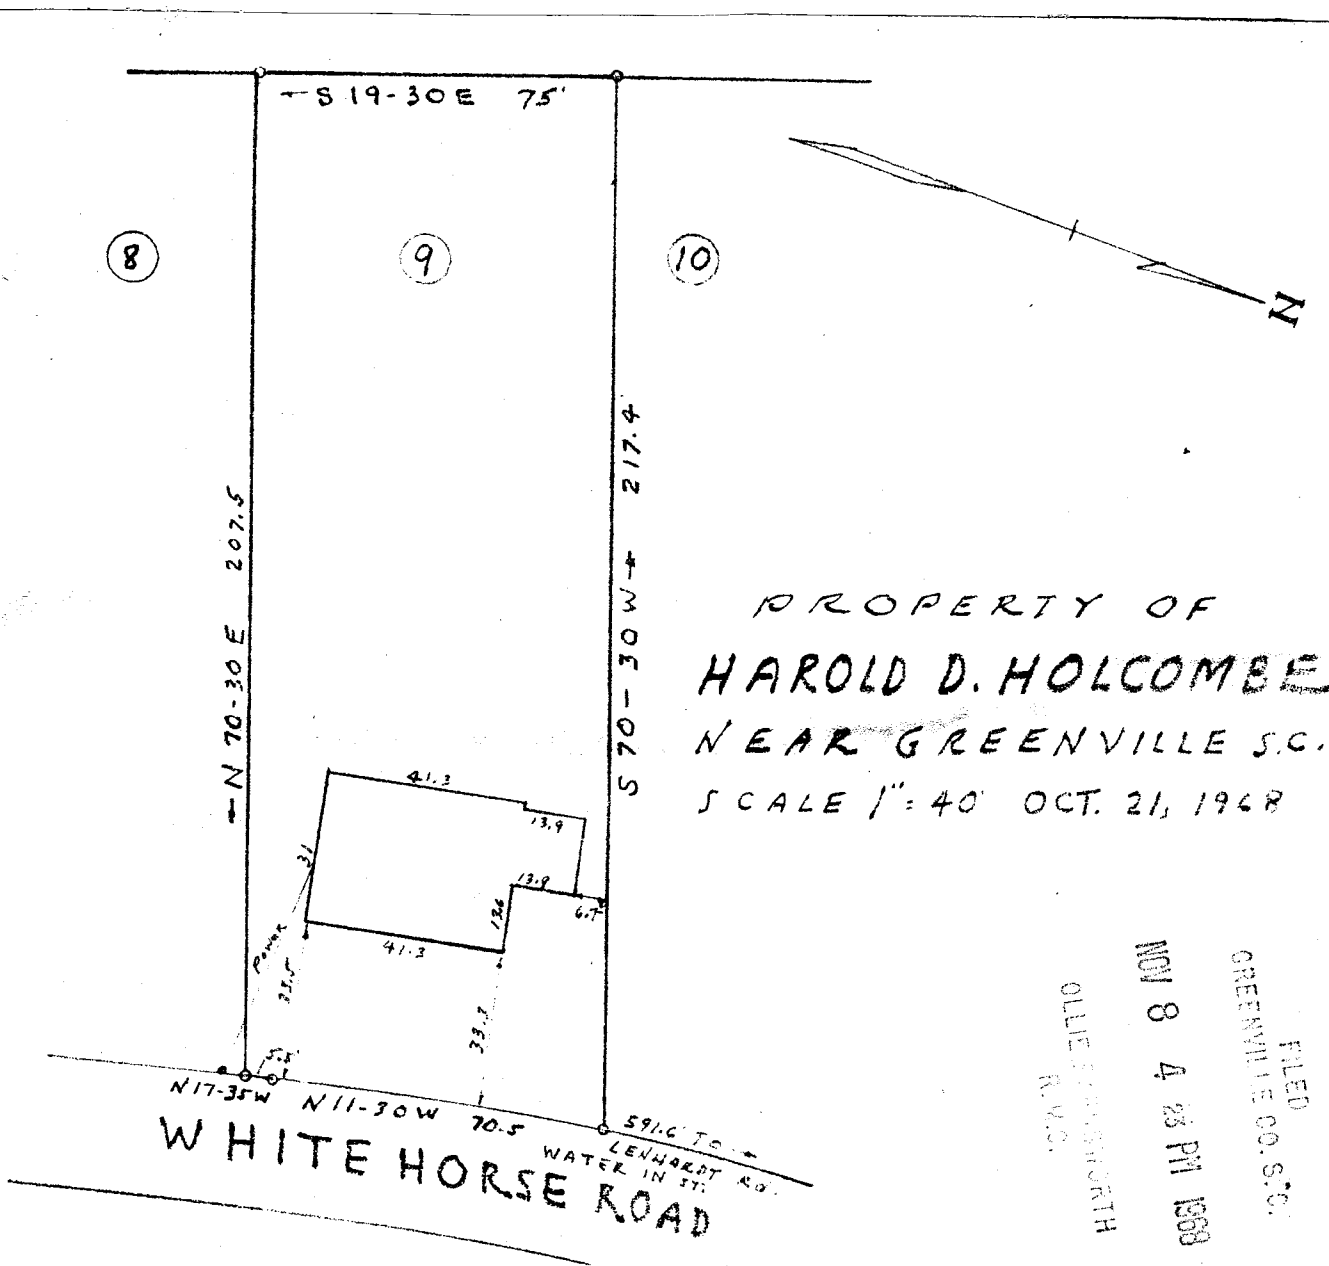 ←S 19-30 E 75'
8
9
10
N
←N 70-30 E 207.5
S 70-30 W→ 217.4
PROPERTY OF
HAROLD D. HOLCOMBE
NEAR GREENVILLE S.C.
SCALE 1"=40' OCT. 21, 1968
41.3
13.9
31
13.9
6.7
13.6
41.3
POWER
33.3
5.5'
N 17-35 W
N 11-30 W 70.5
591.6' TO
LENHARDT RD.
WATER IN ST.
WHITE HORSE ROAD
FILED
GREENVILLE CO. S.C.
NOV 8 4 23 PM 1968
OLLIE
R.M.C.